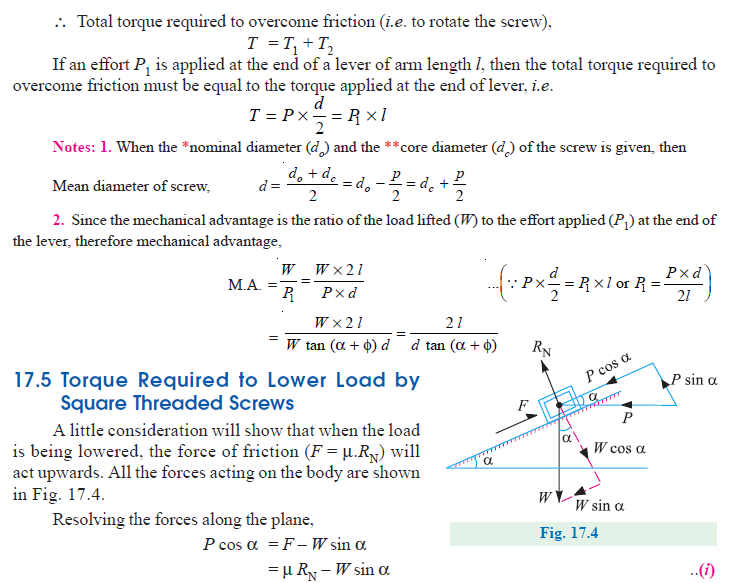 ∴ Total torque required to overcome friction (i.e. to rotate the screw),
T = T₁ + T₂
If an effort P₁ is applied at the end of a lever of arm length l, then the total torque required to
overcome friction must be equal to the torque applied at the end of lever, i.e.
T = P × d/2 = P₁ × l
Notes: 1. When the *nominal diameter (dₒ) and the **core diameter (d_c) of the screw is given, then
Mean diameter of screw, d = (dₒ + d_c)/2 = dₒ − p/2 = d_c + p/2
2. Since the mechanical advantage is the ratio of the load lifted (W) to the effort applied (P₁) at the end of
the lever, therefore mechanical advantage,
M.A. = W/P₁ = (W × 2 l)/(P × d) ...(∵ P × d/2 = P₁ × l or P₁ = (P × d)/2l)
= (W × 2 l)/(W tan (α + ϕ) d) = 2 l/(d tan (α + ϕ))
17.5 Torque Required to Lower Load by
Square Threaded Screws
A little consideration will show that when the load
is being lowered, the force of friction (F = μ.R_N) will
act upwards. All the forces acting on the body are shown
in Fig. 17.4.
Resolving the forces along the plane,
P cos α = F − W sin α
= μ R_N − W sin α ..(i)
R_N
P cos α
P sin α
F
α
P
α
W cos α
α
W
W sin α
Fig. 17.4